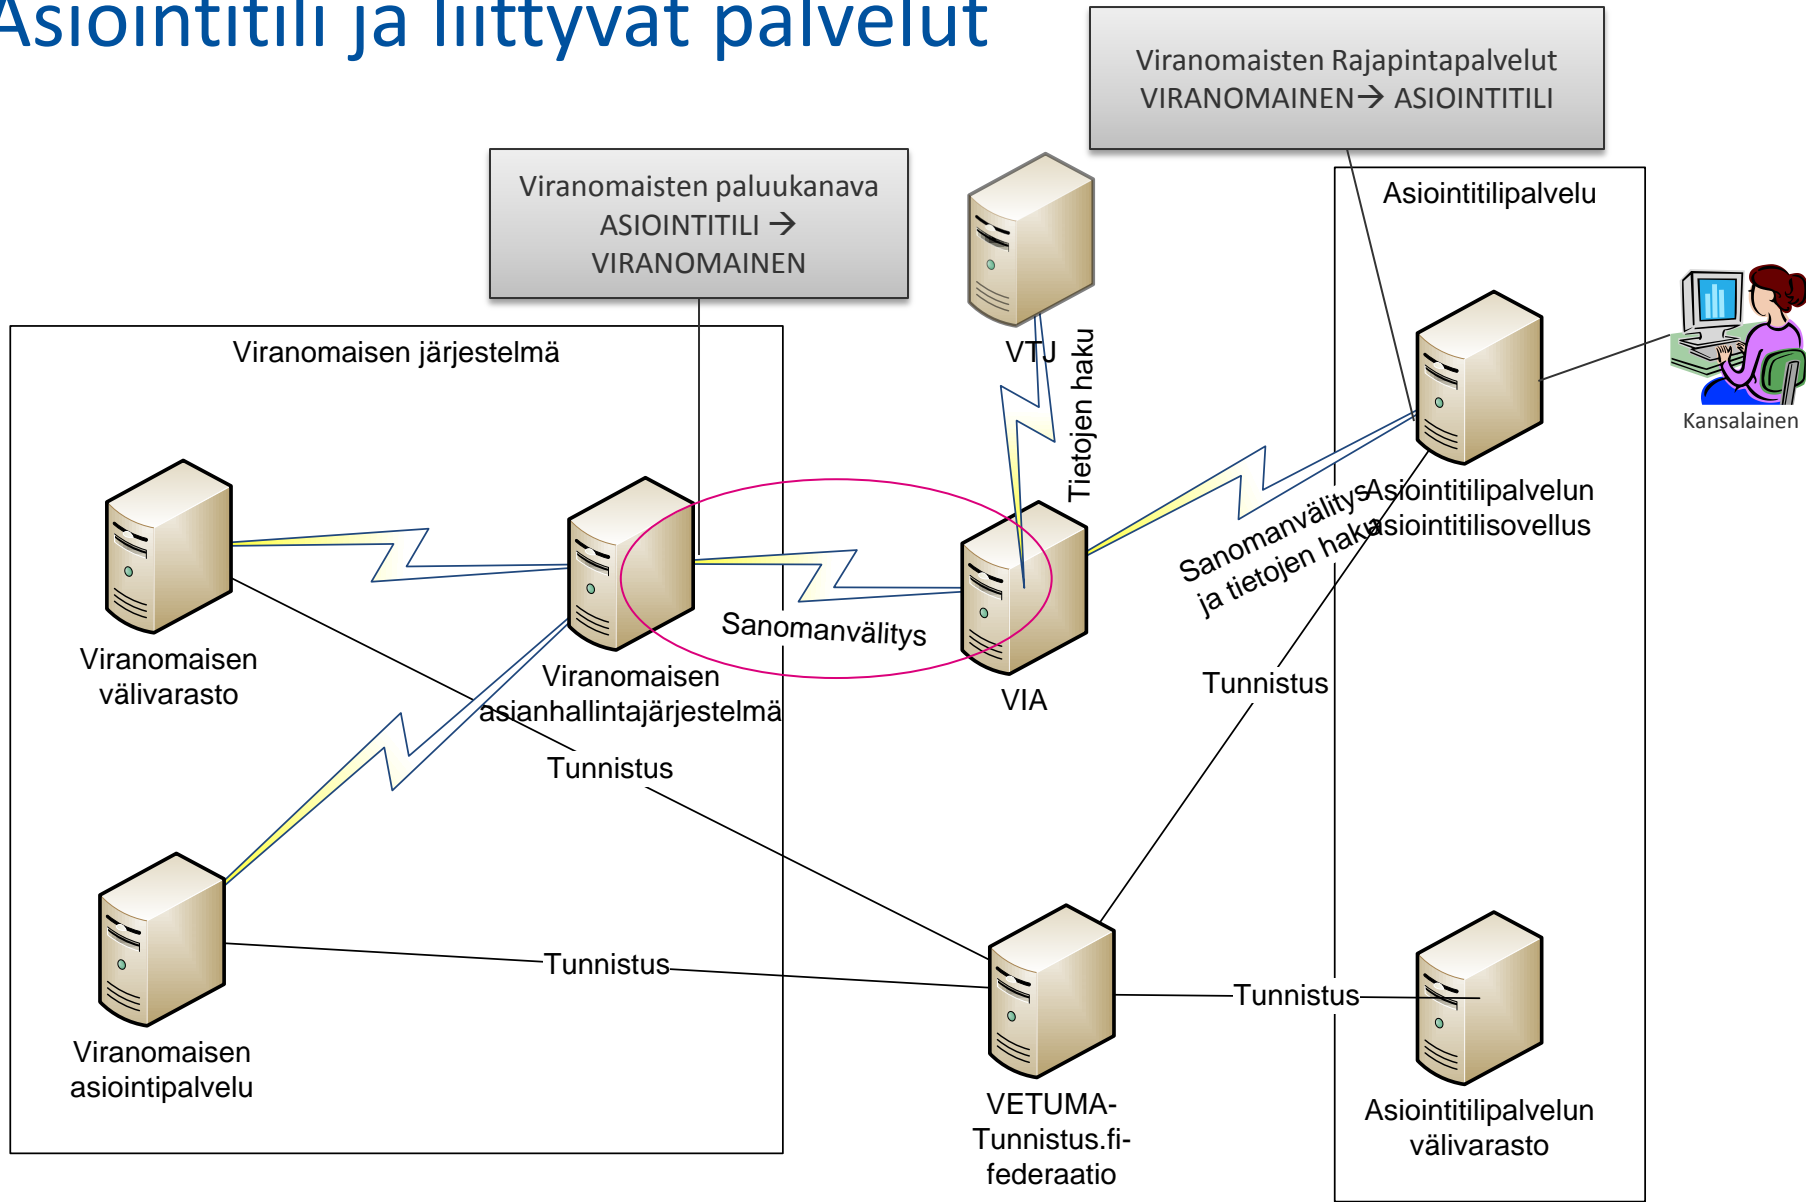 Asiointitili ja liittyvät palvelut
Viranomaisten Rajapintapalvelut
VIRANOMAINEN→ ASIOINTITILI
Viranomaisten paluukanava
ASIOINTITILI →
VIRANOMAINEN
Asiointitilipalvelu
Viranomaisen järjestelmä
VTJ
Tietojen haku
Kansalainen
Asiointitilipalvelun
asiointitilisovellus
Sanomanvälitys
ja tietojen haku
Sanomanvälitys
Viranomaisen
välivarasto
Viranomaisen
asianhallintajärjestelmä
VIA
Tunnistus
Tunnistus
Tunnistus
Tunnistus
Viranomaisen
asiointipalvelu
VETUMA-
Tunnistus.fi-
federaatio
Asiointitilipalvelun
välivarasto